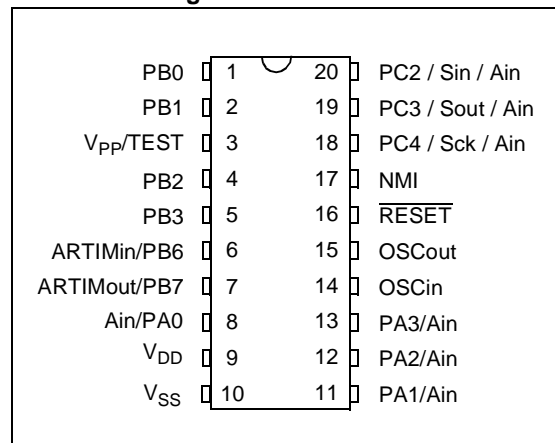 PB0 1 20 PC2 / Sin / Ain
PB1 2 19 PC3 / Sout / Ain
VPP/TEST 3 18 PC4 / Sck / Ain
PB2 4 17 NMI
PB3 5 16 RESET
ARTIMin/PB6 6 15 OSCout
ARTIMout/PB7 7 14 OSCin
Ain/PA0 8 13 PA3/Ain
VDD 9 12 PA2/Ain
VSS 10 11 PA1/Ain